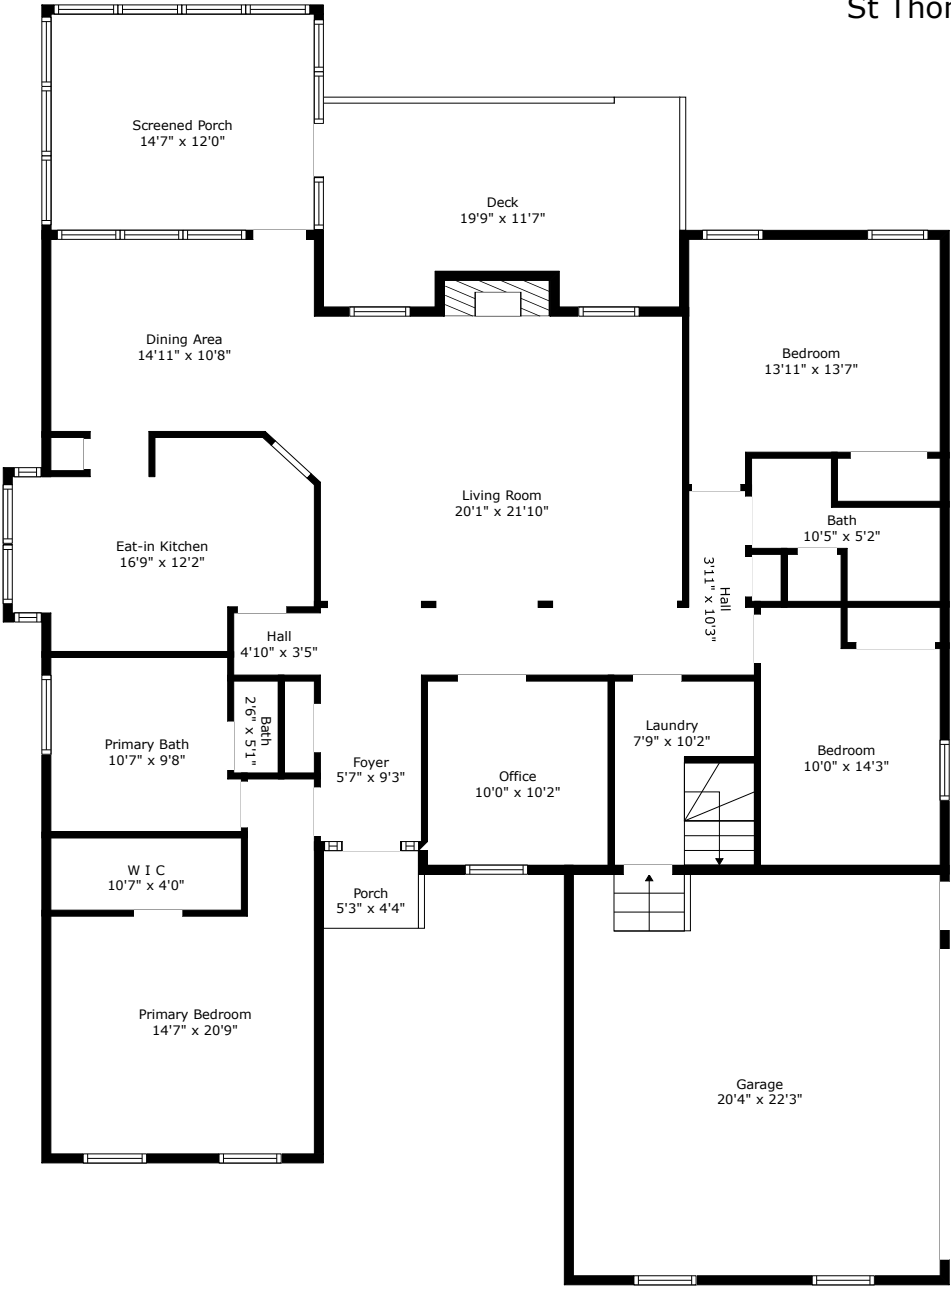 St Thom
Screened Porch
14'7" x 12'0"
Deck
19'9" x 11'7"
Dining Area
14'11" x 10'8"
Bedroom
13'11" x 13'7"
Living Room
20'1" x 21'10"
Bath
10'5" x 5'2"
Eat-in Kitchen
16'9" x 12'2"
Hall
3'11" x 10'3"
Hall
4'10" x 3'5"
Bath
2'6" x 5'1"
Laundry
7'9" x 10'2"
Primary Bath
10'7" x 9'8"
Foyer
5'7" x 9'3"
Office
10'0" x 10'2"
Bedroom
10'0" x 14'3"
W I C
10'7" x 4'0"
Porch
5'3" x 4'4"
Primary Bedroom
14'7" x 20'9"
Garage
20'4" x 22'3"